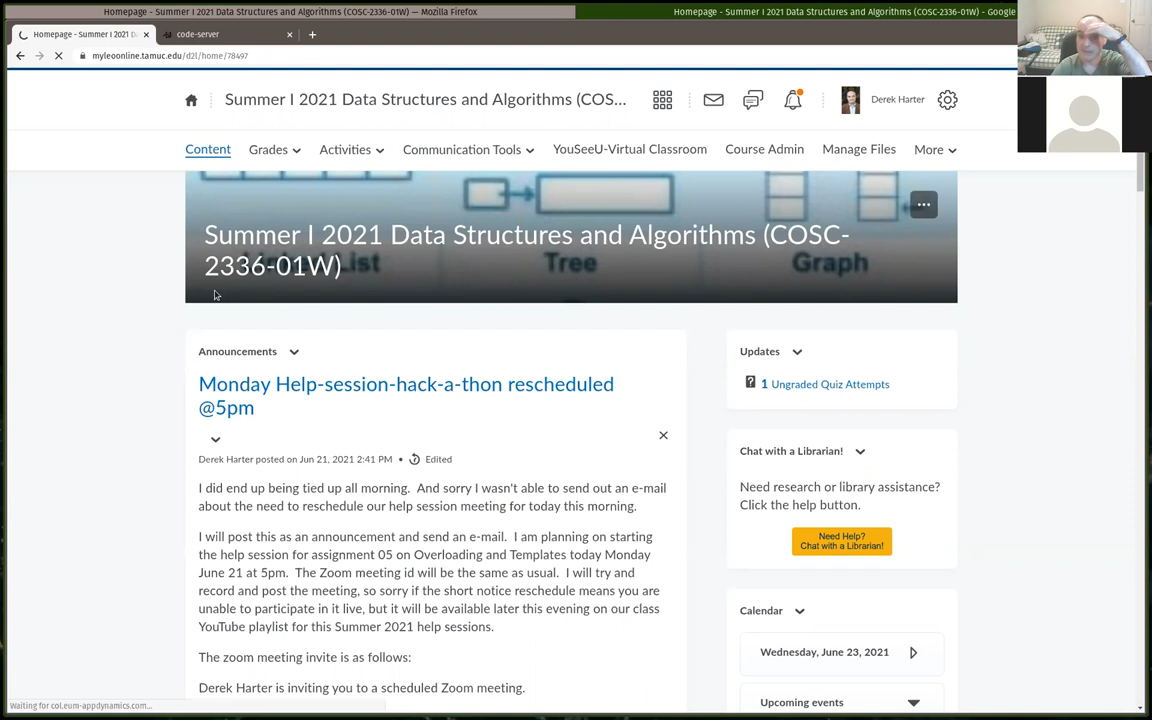 Homepage - Summer I 2021 Data Structures and Algorithms (COSC-2336-01W) — Mozilla Firefox
Homepage - Summer I 2021 Data Structures and Algorithms (COSC-2336-01W) - Google
Homepage - Summer I 2021 D
code-server
myleoonline.tamuc.edu/d2l/home/78497
Summer I 2021 Data Structures and Algorithms (COS...
Derek Harter
Content
Grades
Activities
Communication Tools
YouSeeU-Virtual Classroom
Course Admin
Manage Files
More
Summer I 2021 Data Structures and Algorithms (COSC-
2336-01W)
List
Tree
Graph
Announcements
Monday Help-session-hack-a-thon rescheduled
@5pm
Derek Harter posted on Jun 21, 2021 2:41 PM • Edited
I did end up being tied up all morning. And sorry I wasn't able to send out an e-mail
about the need to reschedule our help session meeting for today this morning.
I will post this as an announcement and send an e-mail. I am planning on starting
the help session for assignment 05 on Overloading and Templates today Monday
June 21 at 5pm. The Zoom meeting id will be the same as usual. I will try and
record and post the meeting, so sorry if the short notice reschedule means you are
unable to participate in it live, but it will be available later this evening on our class
YouTube playlist for this Summer 2021 help sessions.
The zoom meeting invite is as follows:
Derek Harter is inviting you to a scheduled Zoom meeting.
Updates
1 Ungraded Quiz Attempts
Chat with a Librarian!
Need research or library assistance?
Click the help button.
Need Help?
Chat with a Librarian!
Calendar
Wednesday, June 23, 2021
Upcoming events
Waiting for col.eum-appdynamics.com...